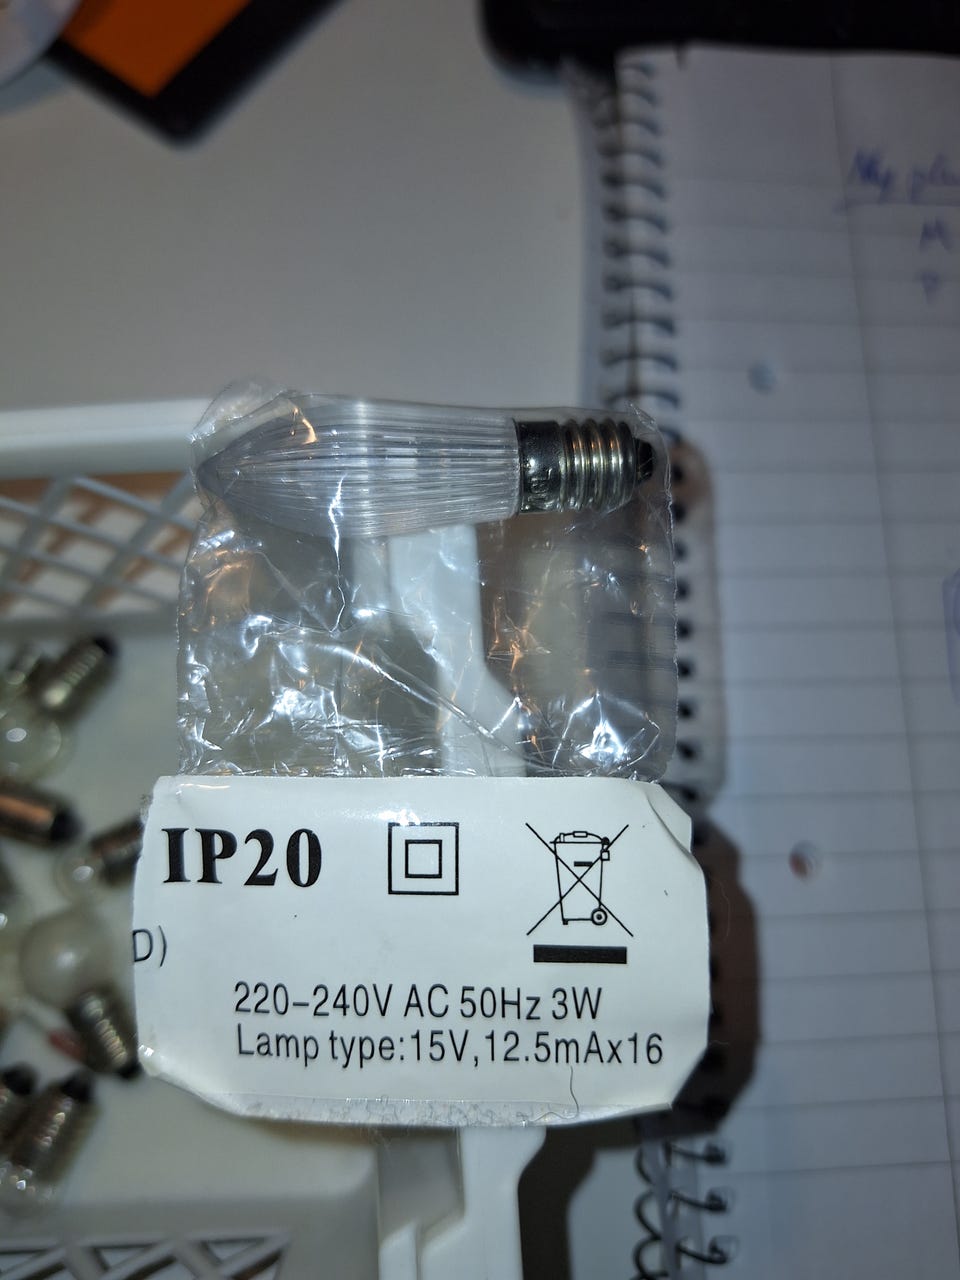 IP20
D)
220-240V AC 50Hz 3W
Lamp type:15V,12.5mAx16